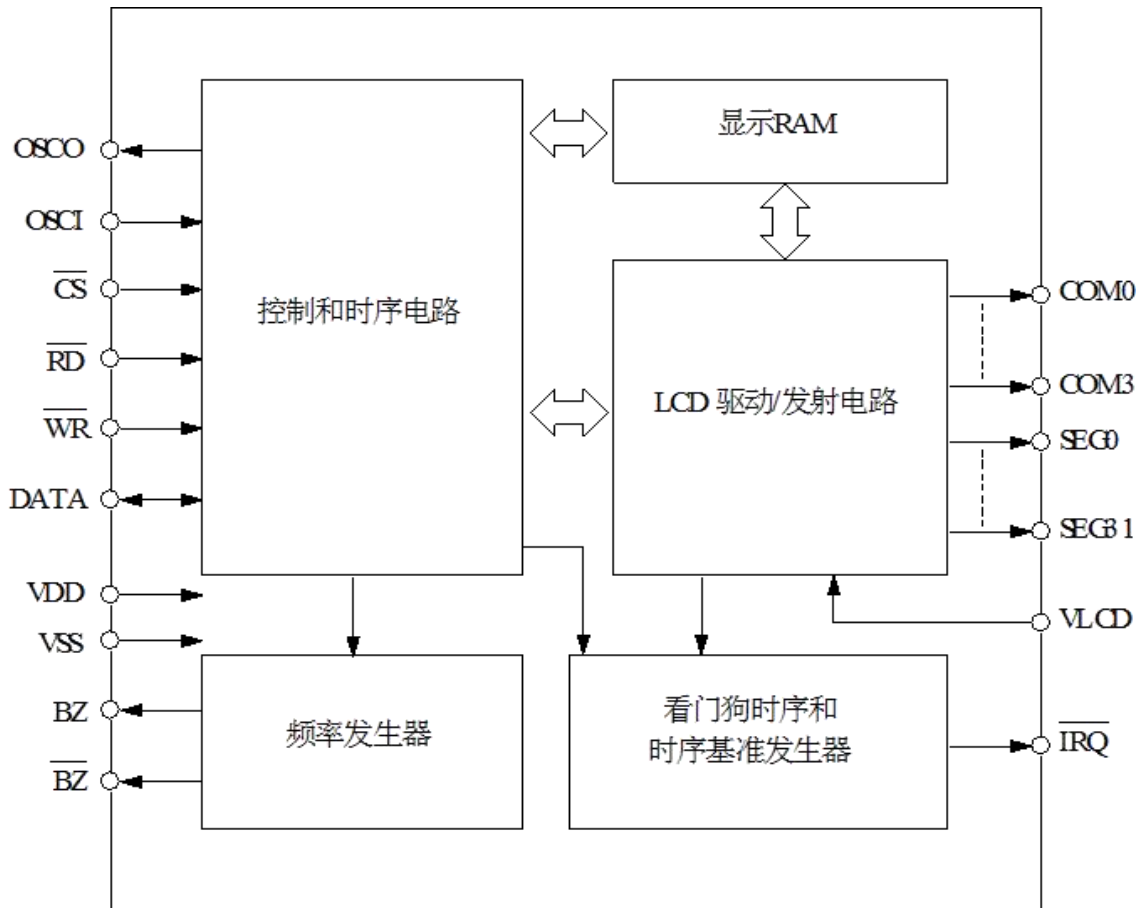 OSCO
OSCI
CS
RD
WR
DATA
VDD
VSS
BZ
BZ
控制和时序电路
显示RAM
LCD 驱动/发射电路
频率发生器
看门狗时序和
时序基准发生器
COM0
COM3
SEG0
SEG31
VLCD
IRQ